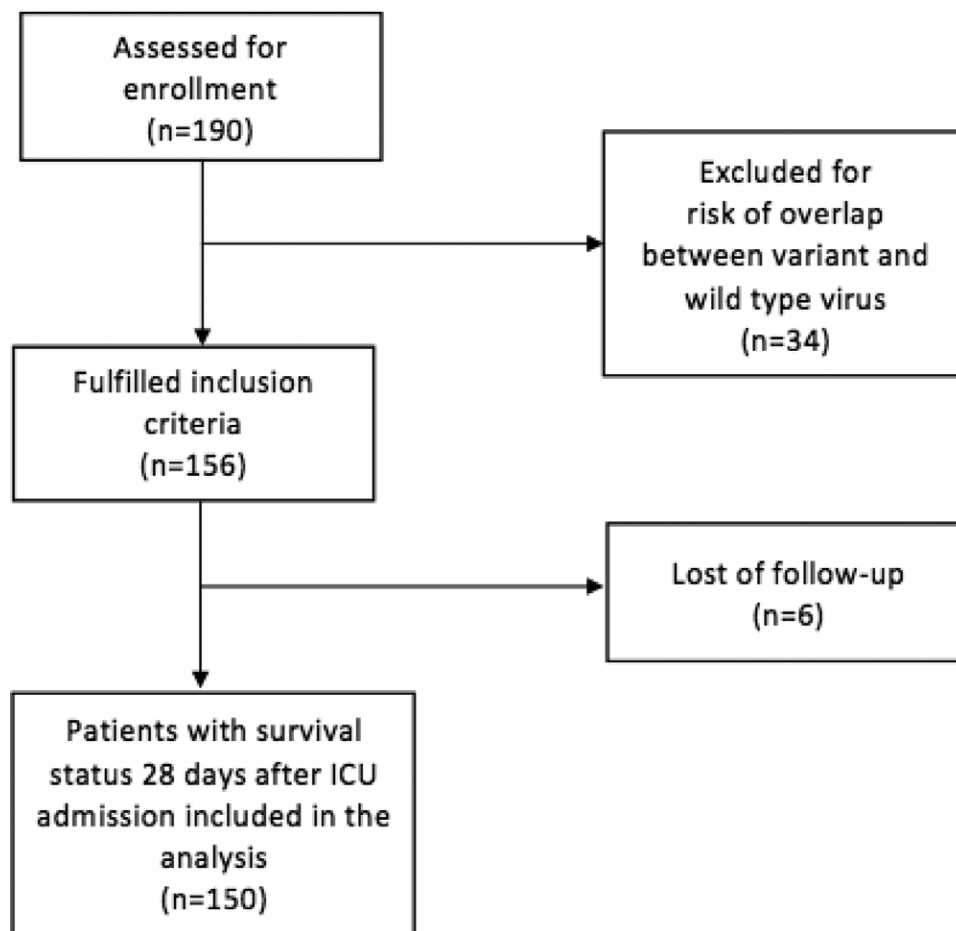 Assessed for
enrollment
(n=190)
Excluded for
risk of overlap
between variant and
wild type virus
(n=34)
Fulfilled inclusion
criteria
(n=156)
Lost of follow-up
(n=6)
Patients with survival
status 28 days after ICU
admission included in the
analysis
(n=150)